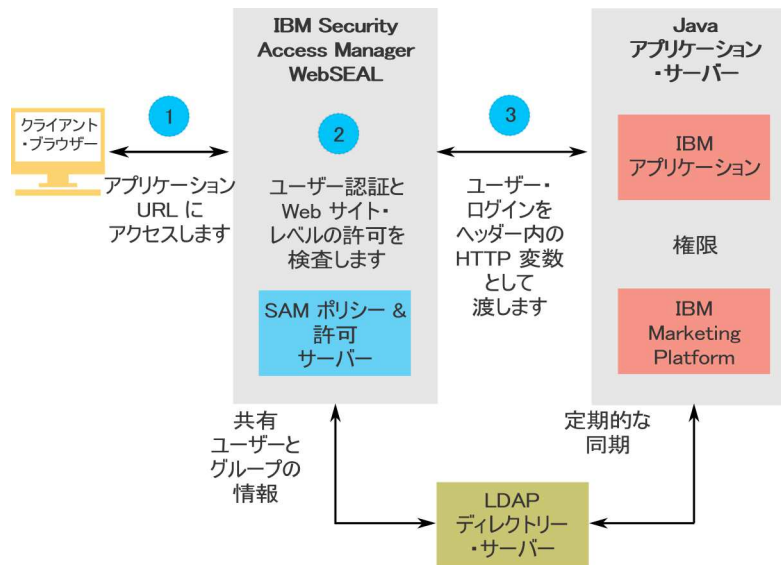 IBM Security
Access Manager
WebSEAL
Java
アプリケーション
・サーバー
クライアント
・ブラウザー
1
2
3
アプリケーション
URL に
アクセスします
ユーザー認証と
Web サイト・
レベルの許可を
検査します
ユーザー・
ログインを
ヘッダー内の
HTTP 変数
として
渡します
IBM
アプリケーション
権限
IBM
Marketing
Platform
SAM ポリシー &
許可
サーバー
共有
ユーザーと
グループの
情報
定期的な
同期
LDAP
ディレクトリー
・サーバー